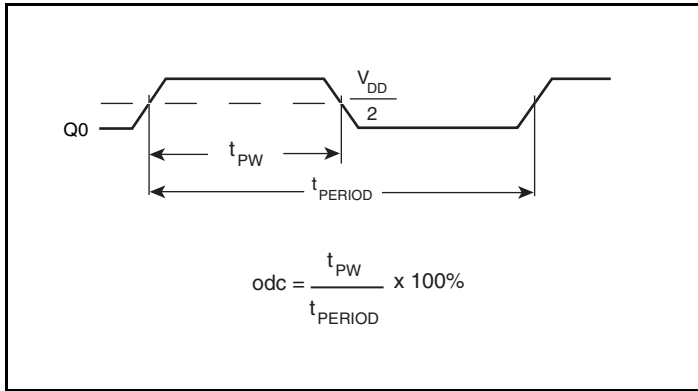 V_DD
2
Q0
t_PW
t_PERIOD
odc = t_PW / t_PERIOD x 100%